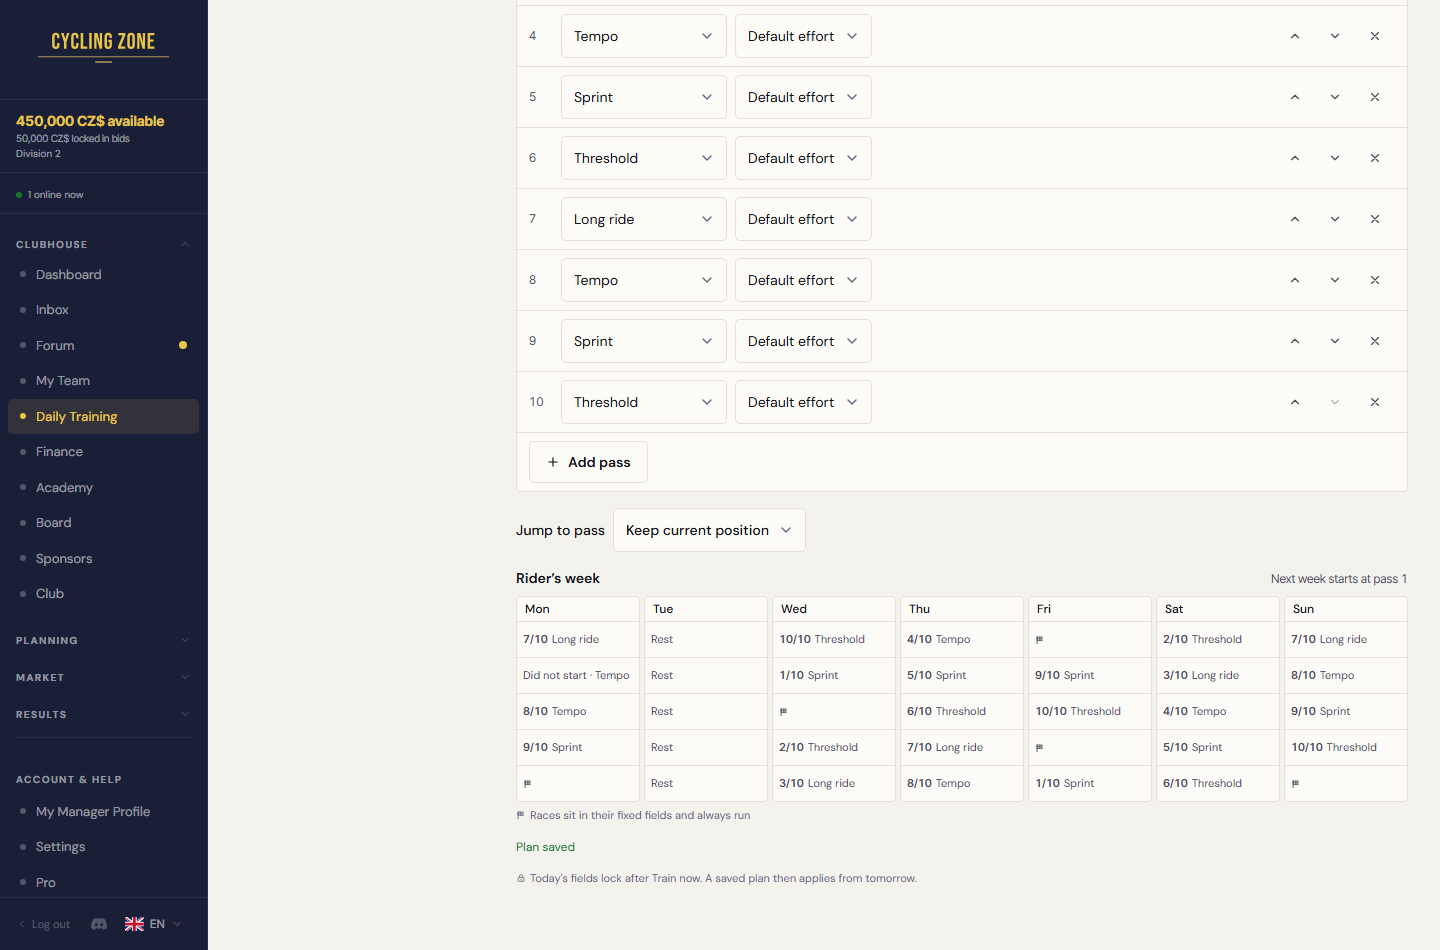 CYCLING ZONE
450,000 CZ$ available
50,000 CZ$ locked in bids
Division 2
1 online now
CLUBHOUSE
Dashboard
Inbox
Forum
My Team
Daily Training
Finance
Academy
Board
Sponsors
Club
PLANNING
MARKET
RESULTS
ACCOUNT & HELP
My Manager Profile
Settings
Pro
Log out EN
4 Tempo Default effort
5 Sprint Default effort
6 Threshold Default effort
7 Long ride Default effort
8 Tempo Default effort
9 Sprint Default effort
10 Threshold Default effort
+ Add pass
Jump to pass Keep current position
Rider's week Next week starts at pass 1
Mon Tue Wed Thu Fri Sat Sun
7/10 Long ride Rest 10/10 Threshold 4/10 Tempo 2/10 Threshold 7/10 Long ride
Did not start · Tempo Rest 1/10 Sprint 5/10 Sprint 9/10 Sprint 3/10 Long ride 8/10 Tempo
8/10 Tempo Rest 6/10 Threshold 10/10 Threshold 4/10 Tempo 9/10 Sprint
9/10 Sprint Rest 2/10 Threshold 7/10 Long ride 5/10 Sprint 10/10 Threshold
Rest 3/10 Long ride 8/10 Tempo 1/10 Sprint 6/10 Threshold
Races sit in their fixed fields and always run
Plan saved
Today's fields lock after Train now. A saved plan then applies from tomorrow.